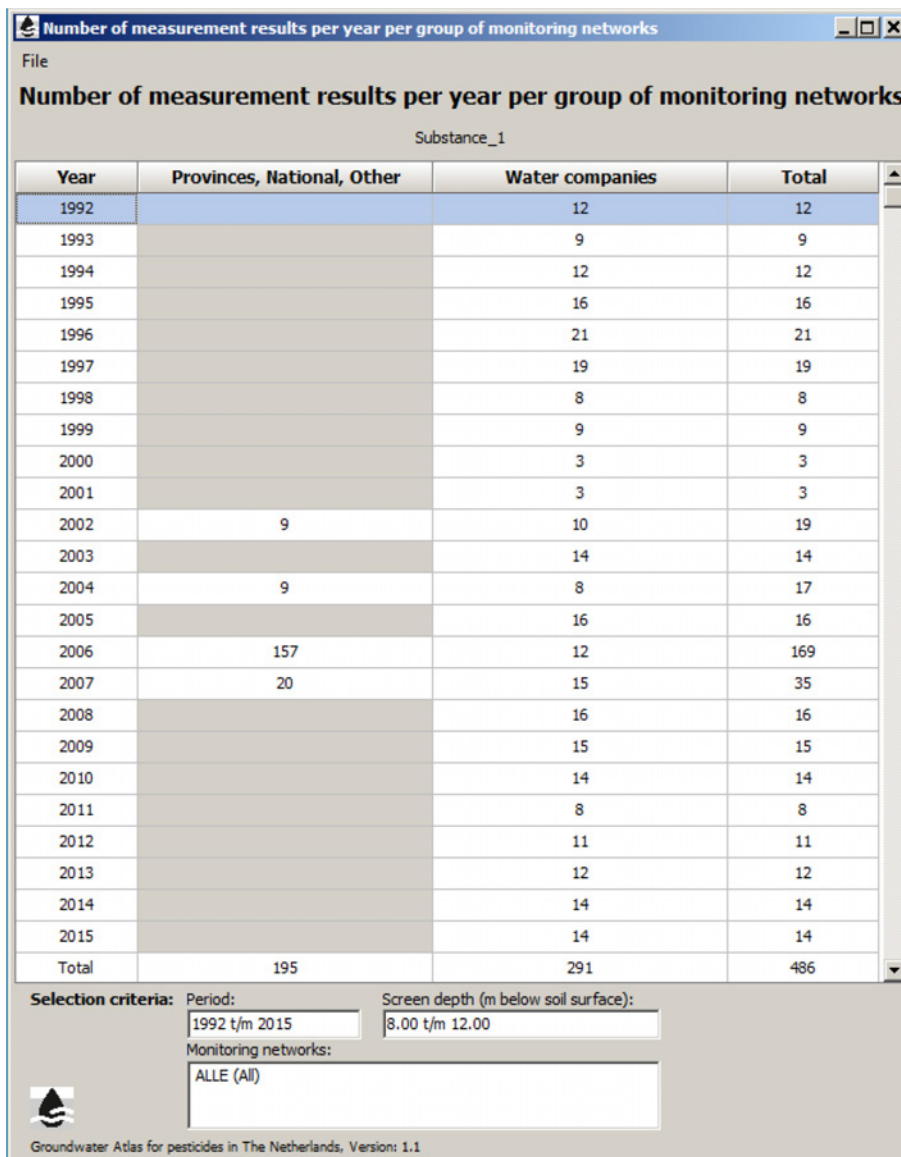 Number of measurement results per year per group of monitoring networks
File
Number of measurement results per year per group of monitoring networks
Substance_1
Year Provinces, National, Other Water companies Total
1992 12 12
1993 9 9
1994 12 12
1995 16 16
1996 21 21
1997 19 19
1998 8 8
1999 9 9
2000 3 3
2001 3 3
2002 9 10 19
2003 14 14
2004 9 8 17
2005 16 16
2006 157 12 169
2007 20 15 35
2008 16 16
2009 15 15
2010 14 14
2011 8 8
2012 11 11
2013 12 12
2014 14 14
2015 14 14
Total 195 291 486
Selection criteria: Period: Screen depth (m below soil surface):
1992 t/m 2015 8.00 t/m 12.00
Monitoring networks:
ALLE (All)
Groundwater Atlas for pesticides in The Netherlands, Version: 1.1